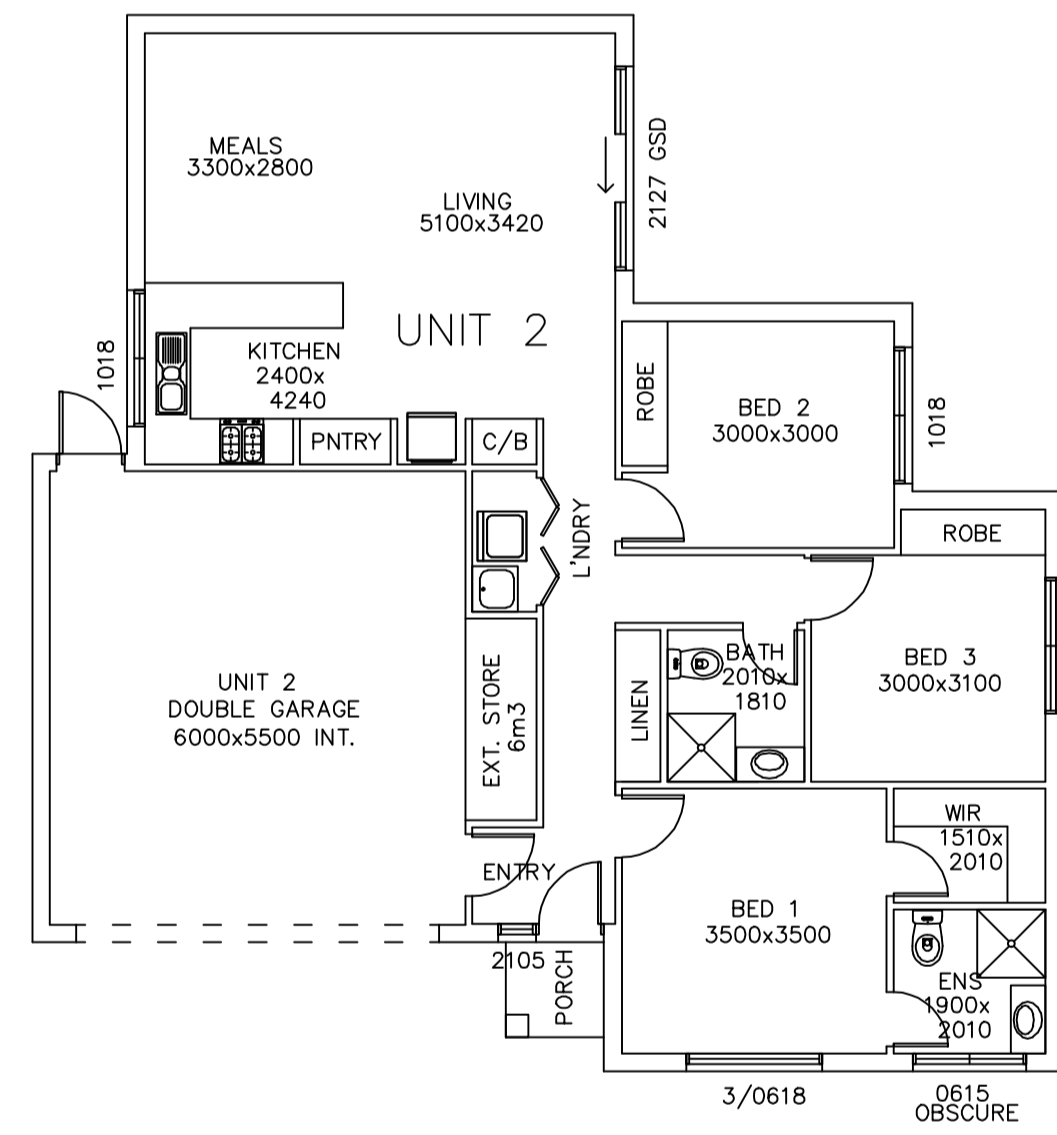 MEALS
3300x2800
LIVING
5100x3420
2127 GSD
UNIT 2
1018
KITCHEN
2400x
4240
ROBE
BED 2
3000x3000
1018
PNTRY
C/B
L'NDRY
ROBE
UNIT 2
DOUBLE GARAGE
6000x5500 INT.
EXT. STORE
6m3
LINEN
BATH
2010x
1810
BED 3
3000x3100
ENTRY
WIR
1510x
2010
BED 1
3500x3500
2105
PORCH
ENS
1900x
2010
3/0618
0615
OBSCURE